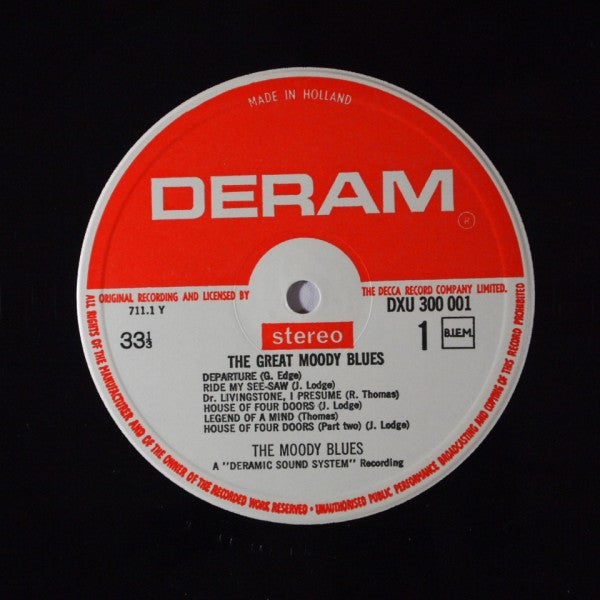 MADE IN HOLLAND
DERAM
®
ORIGINAL RECORDING AND LICENSED BY THE DECCA RECORD COMPANY LIMITED.
711.1 Y
DXU 300 001
33⅓
stereo
1
B.I.E.M.
THE GREAT MOODY BLUES
DEPARTURE (G. Edge)
RIDE MY SEE-SAW (J. Lodge)
Dr. LIVINGSTONE, I PRESUME (R. Thomas)
HOUSE OF FOUR DOORS (J. Lodge)
LEGEND OF A MIND (Thomas)
HOUSE OF FOUR DOORS (Part two) (J. Lodge)
THE MOODY BLUES
A "DERAMIC SOUND SYSTEM" Recording
ALL RIGHTS OF THE MANUFACTURER AND OF THE OWNER OF THE RECORDED WORK RESERVED • UNAUTHORISED PUBLIC PERFORMANCE BROADCASTING AND COPYING OF THIS RECORD PROHIBITED